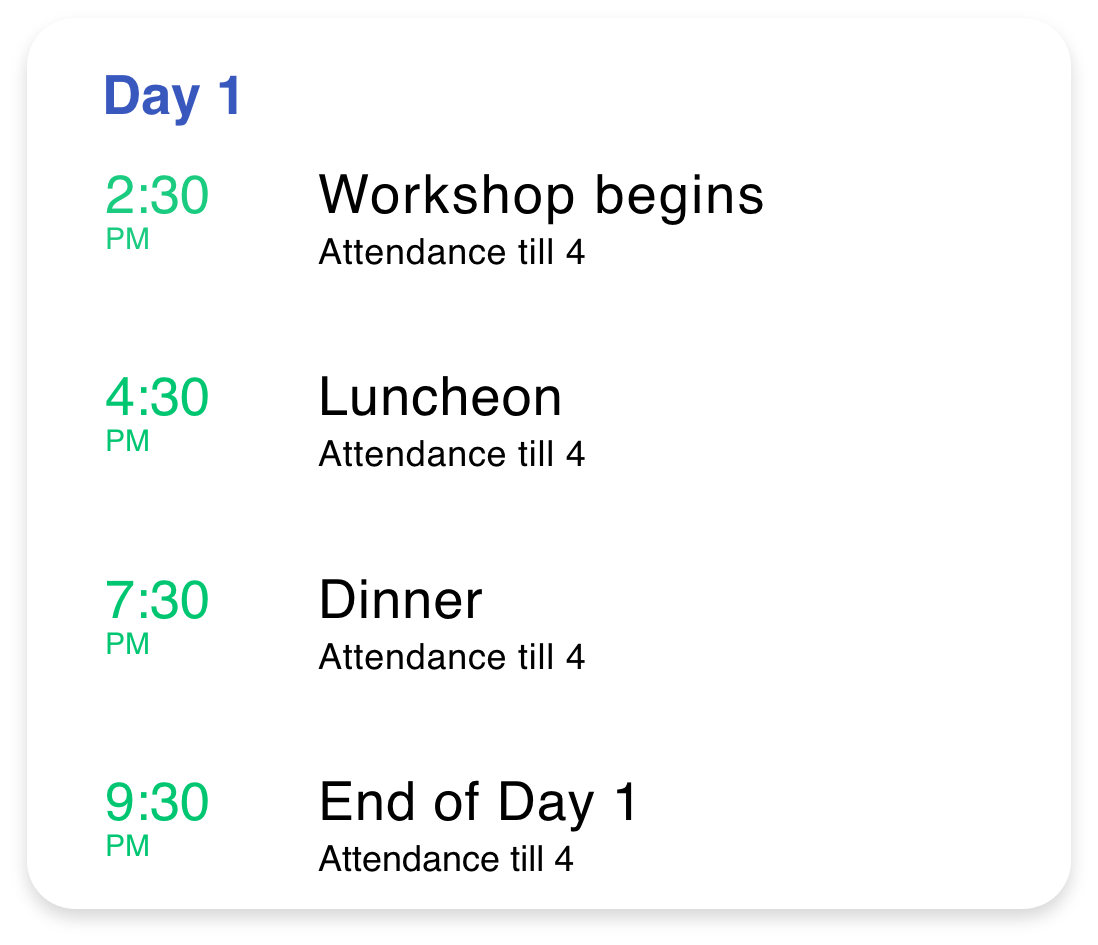 Day 1
2:30 Workshop begins
PM Attendance till 4
4:30 Luncheon
PM Attendance till 4
7:30 Dinner
PM Attendance till 4
9:30 End of Day 1
PM Attendance till 4